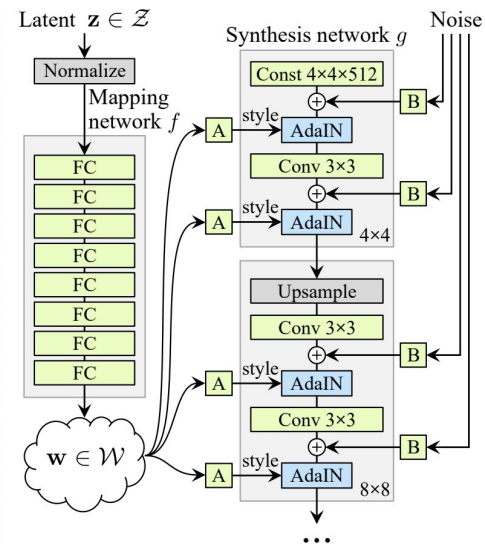 Latent z ∈ 𝒵
Normalize
Mapping
network f
FC
FC
FC
FC
FC
FC
FC
FC
w ∈ 𝒲
Synthesis network g
Noise
Const 4×4×512
B
style
A
AdaIN
Conv 3×3
B
style
A
AdaIN
4×4
Upsample
Conv 3×3
B
style
A
AdaIN
Conv 3×3
B
style
A
AdaIN
8×8
...